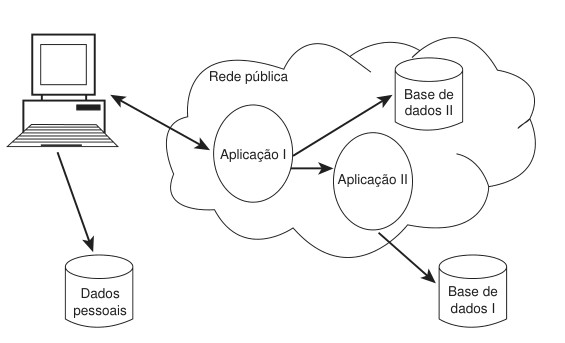 Rede pública
Base de
dados II
Aplicação I
Aplicação II
Dados
pessoais
Base de
dados I